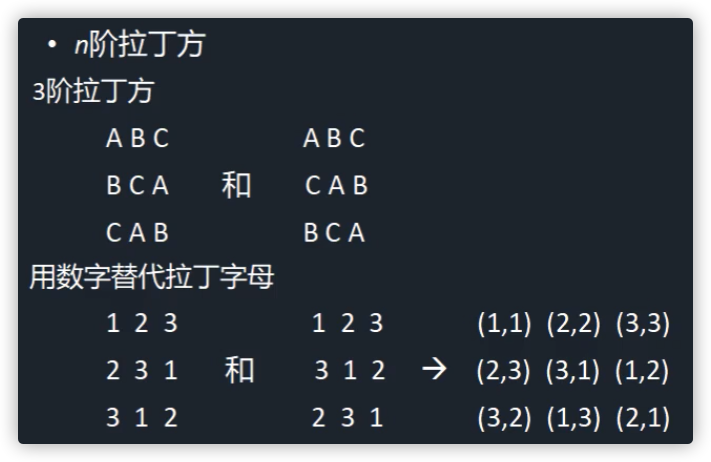 • n阶拉丁方
3阶拉丁方
A B C A B C
B C A 和 C A B
C A B B C A
用数字替代拉丁字母
1 2 3 1 2 3 (1,1) (2,2) (3,3)
2 3 1 和 3 1 2 → (2,3) (3,1) (1,2)
3 1 2 2 3 1 (3,2) (1,3) (2,1)